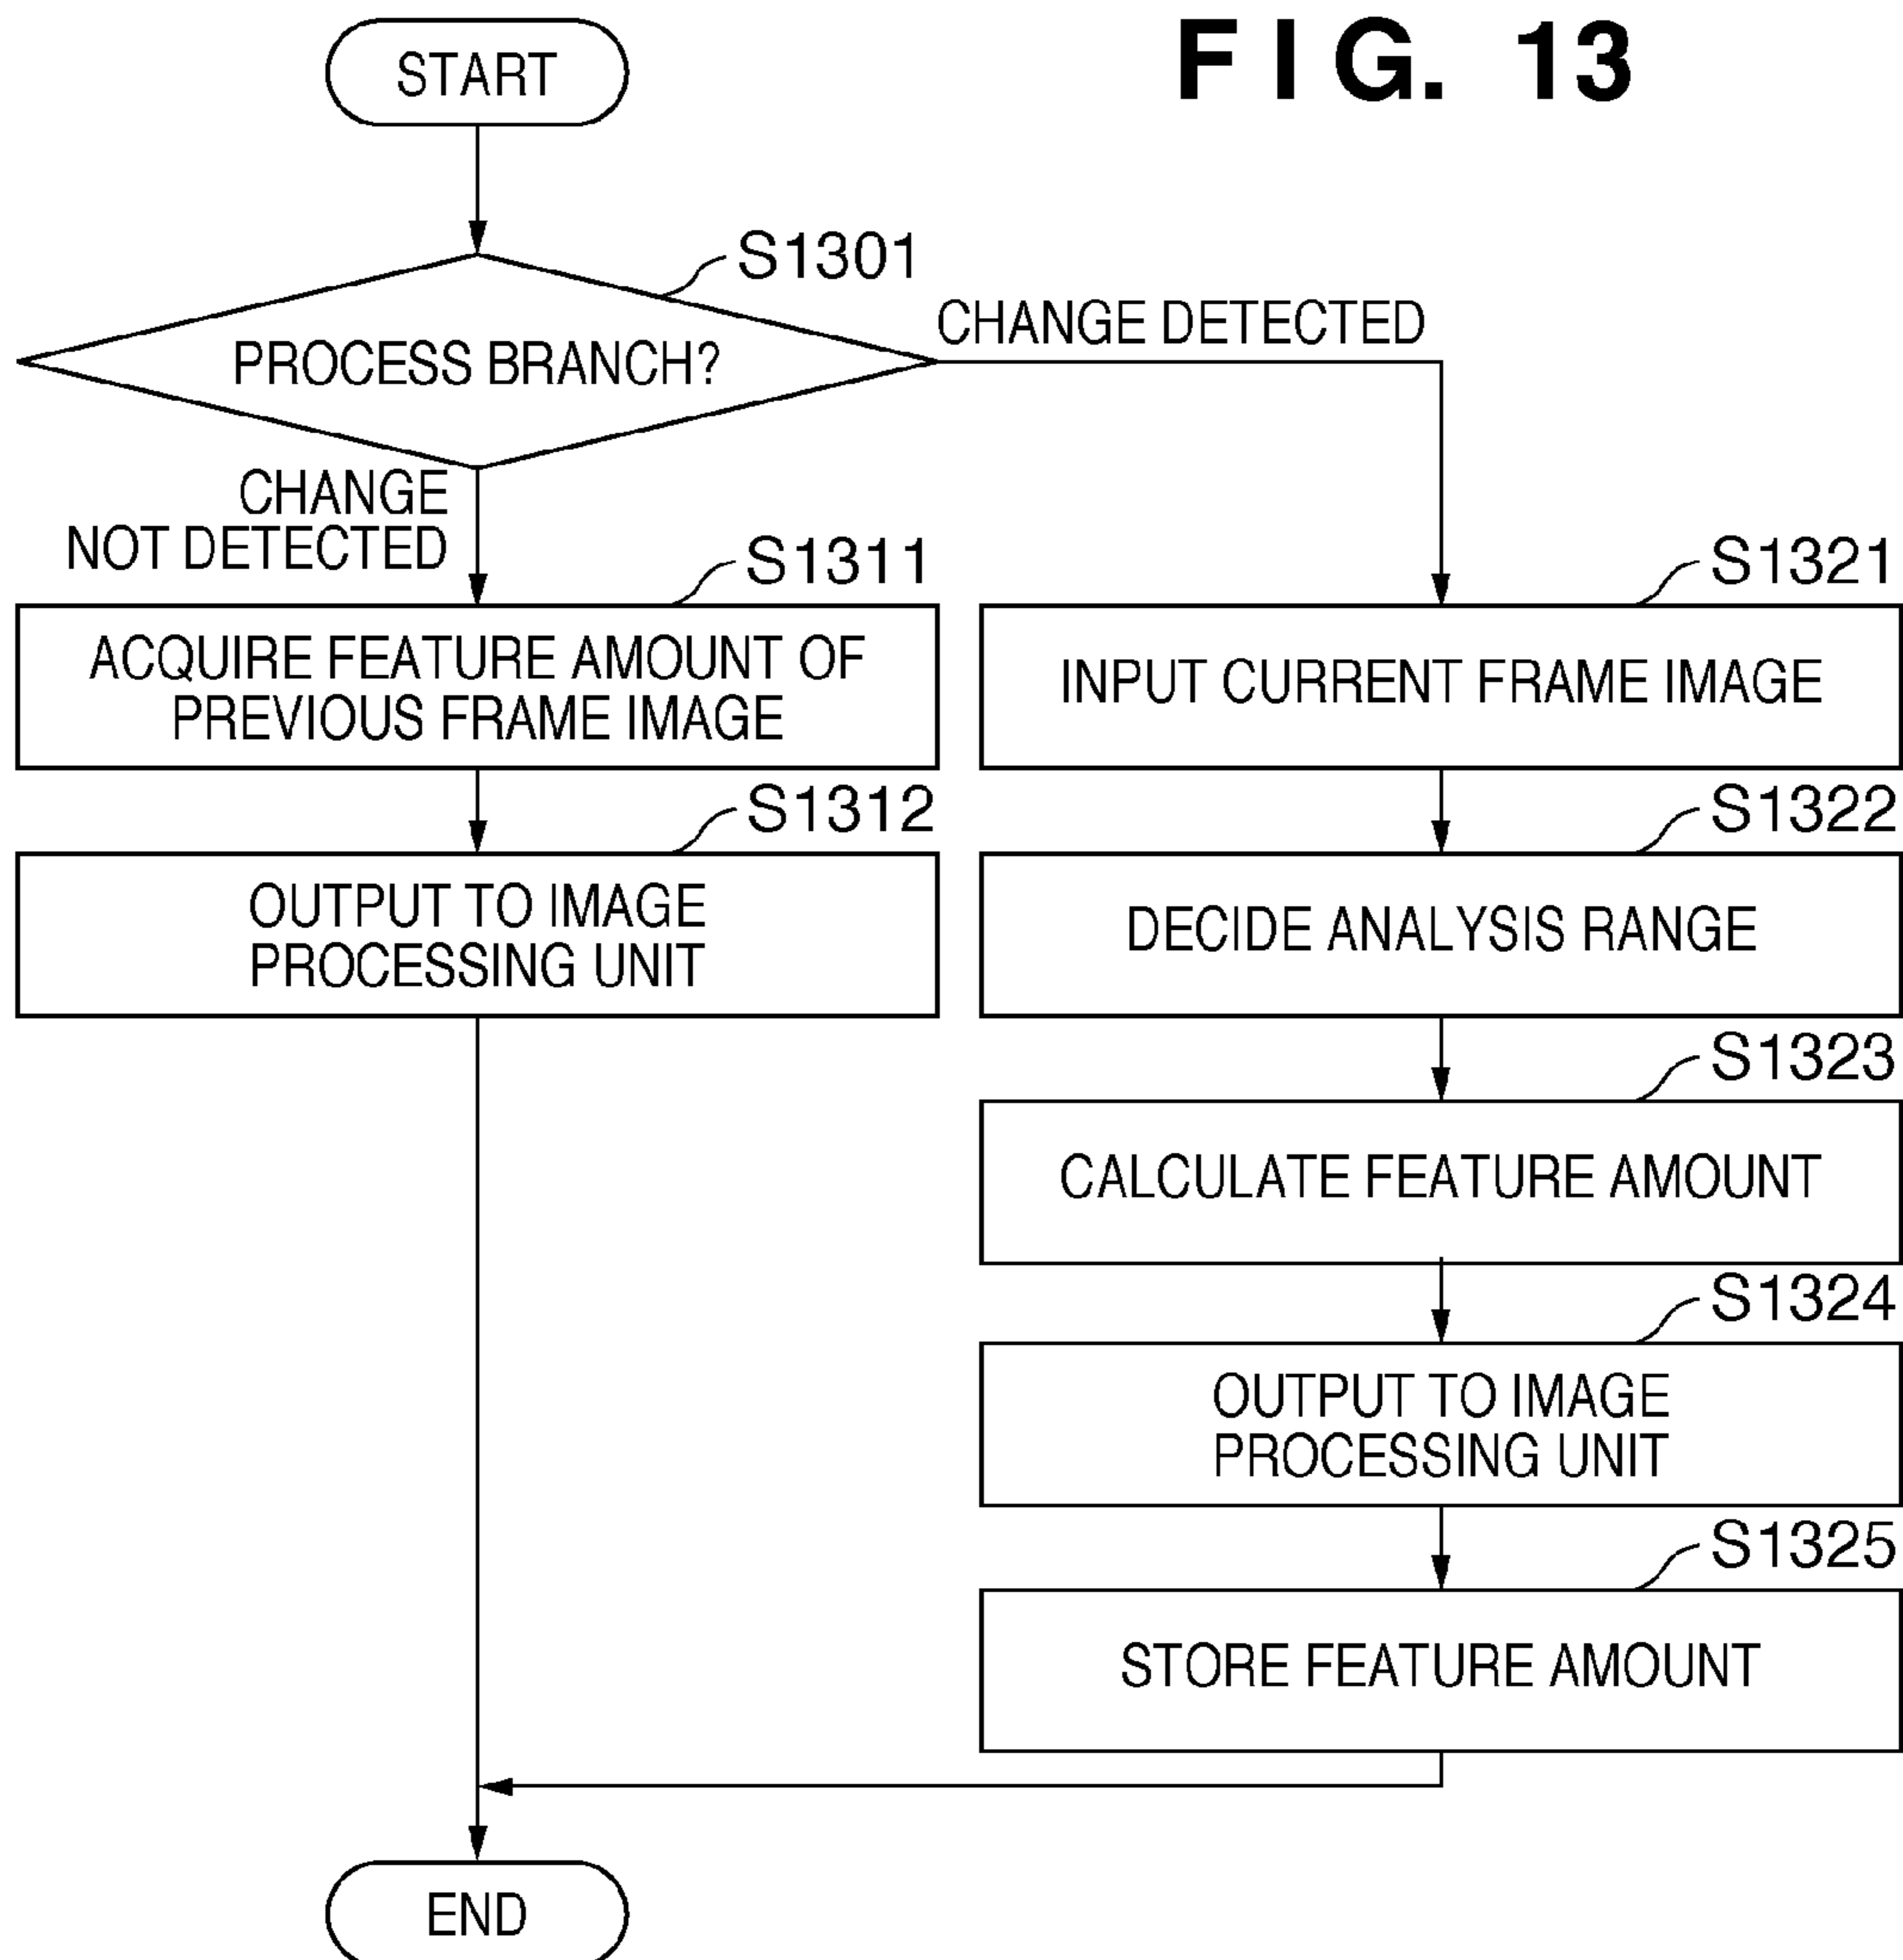 FIG. 13
START
S1301
PROCESS BRANCH?
CHANGE DETECTED
CHANGE
NOT DETECTED
S1311
ACQUIRE FEATURE AMOUNT OF
PREVIOUS FRAME IMAGE
S1312
OUTPUT TO IMAGE
PROCESSING UNIT
S1321
INPUT CURRENT FRAME IMAGE
S1322
DECIDE ANALYSIS RANGE
S1323
CALCULATE FEATURE AMOUNT
S1324
OUTPUT TO IMAGE
PROCESSING UNIT
S1325
STORE FEATURE AMOUNT
END